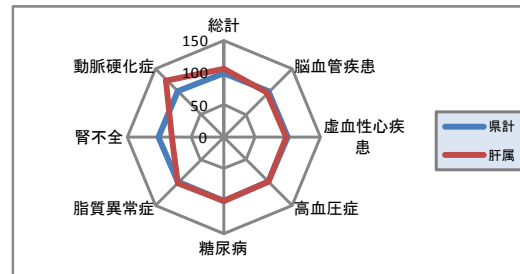 総計
150
100
50
0
脳血管疾患
虚血性心疾
患
高血圧症
糖尿病
脂質異常症
腎不全
動脈硬化症
県計
肝属